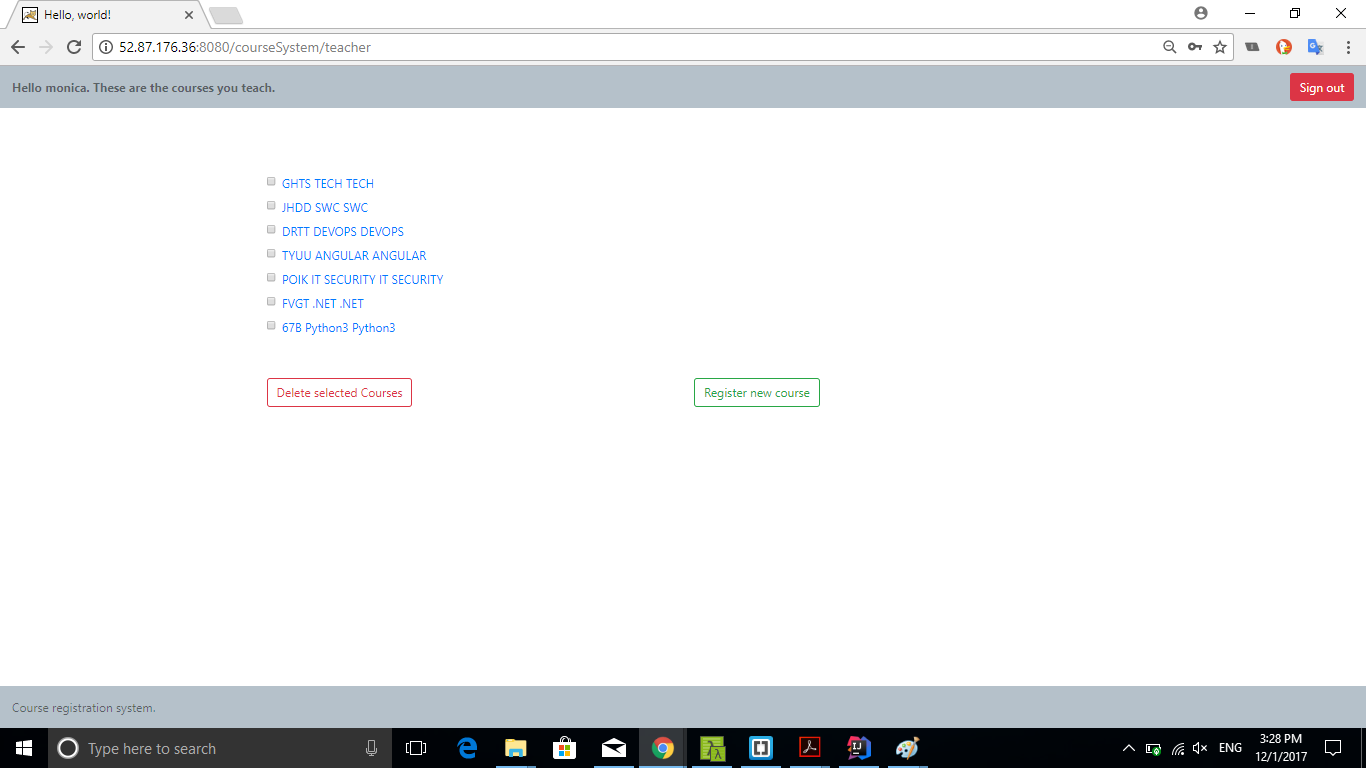 Hello, world!
52.87.176.36:8080/courseSystem/teacher
Hello monica. These are the courses you teach.
Sign out
GHTS TECH TECH
JHDD SWC SWC
DRTT DEVOPS DEVOPS
TYUU ANGULAR ANGULAR
POIK IT SECURITY IT SECURITY
FVGT .NET .NET
67B Python3 Python3
Delete selected Courses
Register new course
Course registration system.
Type here to search
ENG
3:28 PM
12/1/2017